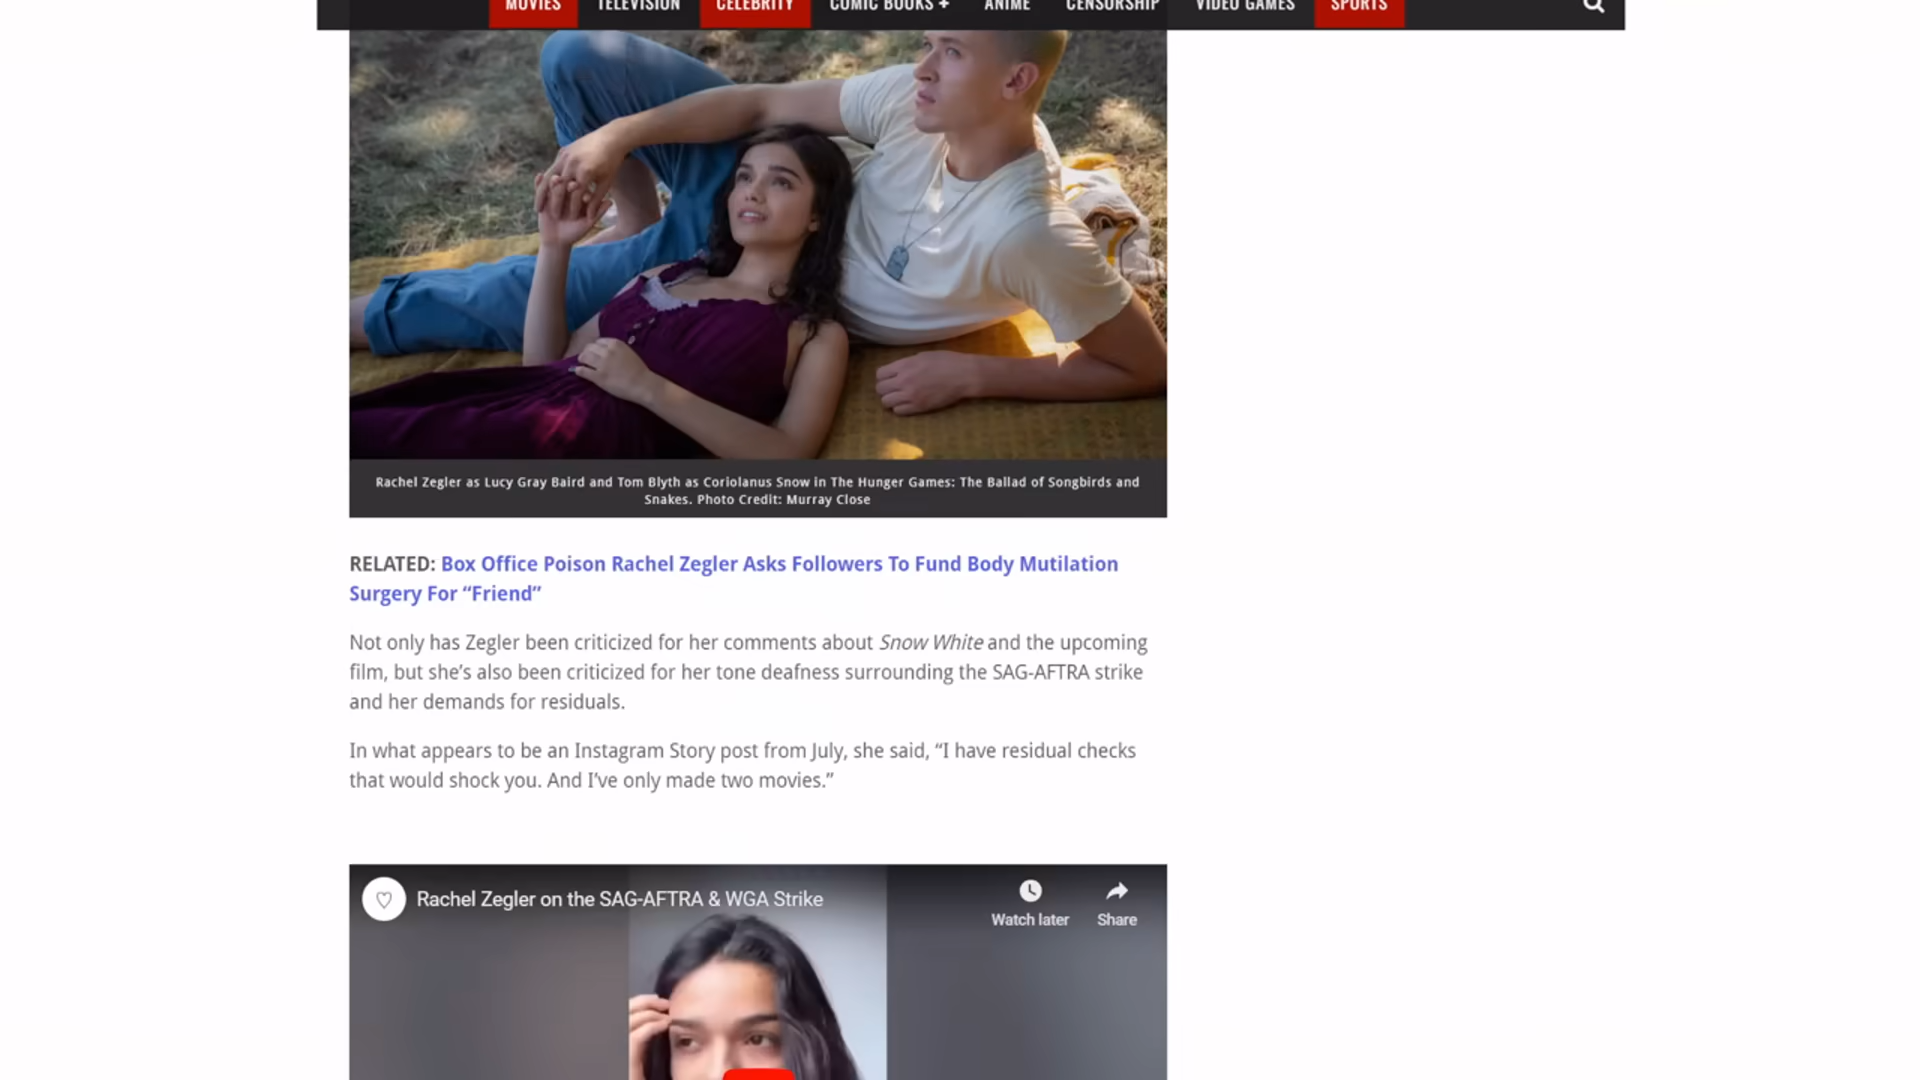 MOVIES TELEVISION CELEBRITY COMIC BOOKS + ANIME CENSORSHIP VIDEO GAMES SPORTS
Rachel Zegler as Lucy Gray Baird and Tom Blyth as Coriolanus Snow in The Hunger Games: The Ballad of Songbirds and
Snakes. Photo Credit: Murray Close
RELATED: Box Office Poison Rachel Zegler Asks Followers To Fund Body Mutilation
Surgery For “Friend”
Not only has Zegler been criticized for her comments about Snow White and the upcoming
film, but she’s also been criticized for her tone deafness surrounding the SAG-AFTRA strike
and her demands for residuals.
In what appears to be an Instagram Story post from July, she said, “I have residual checks
that would shock you. And I’ve only made two movies.”
Rachel Zegler on the SAG-AFTRA & WGA Strike
Watch later Share